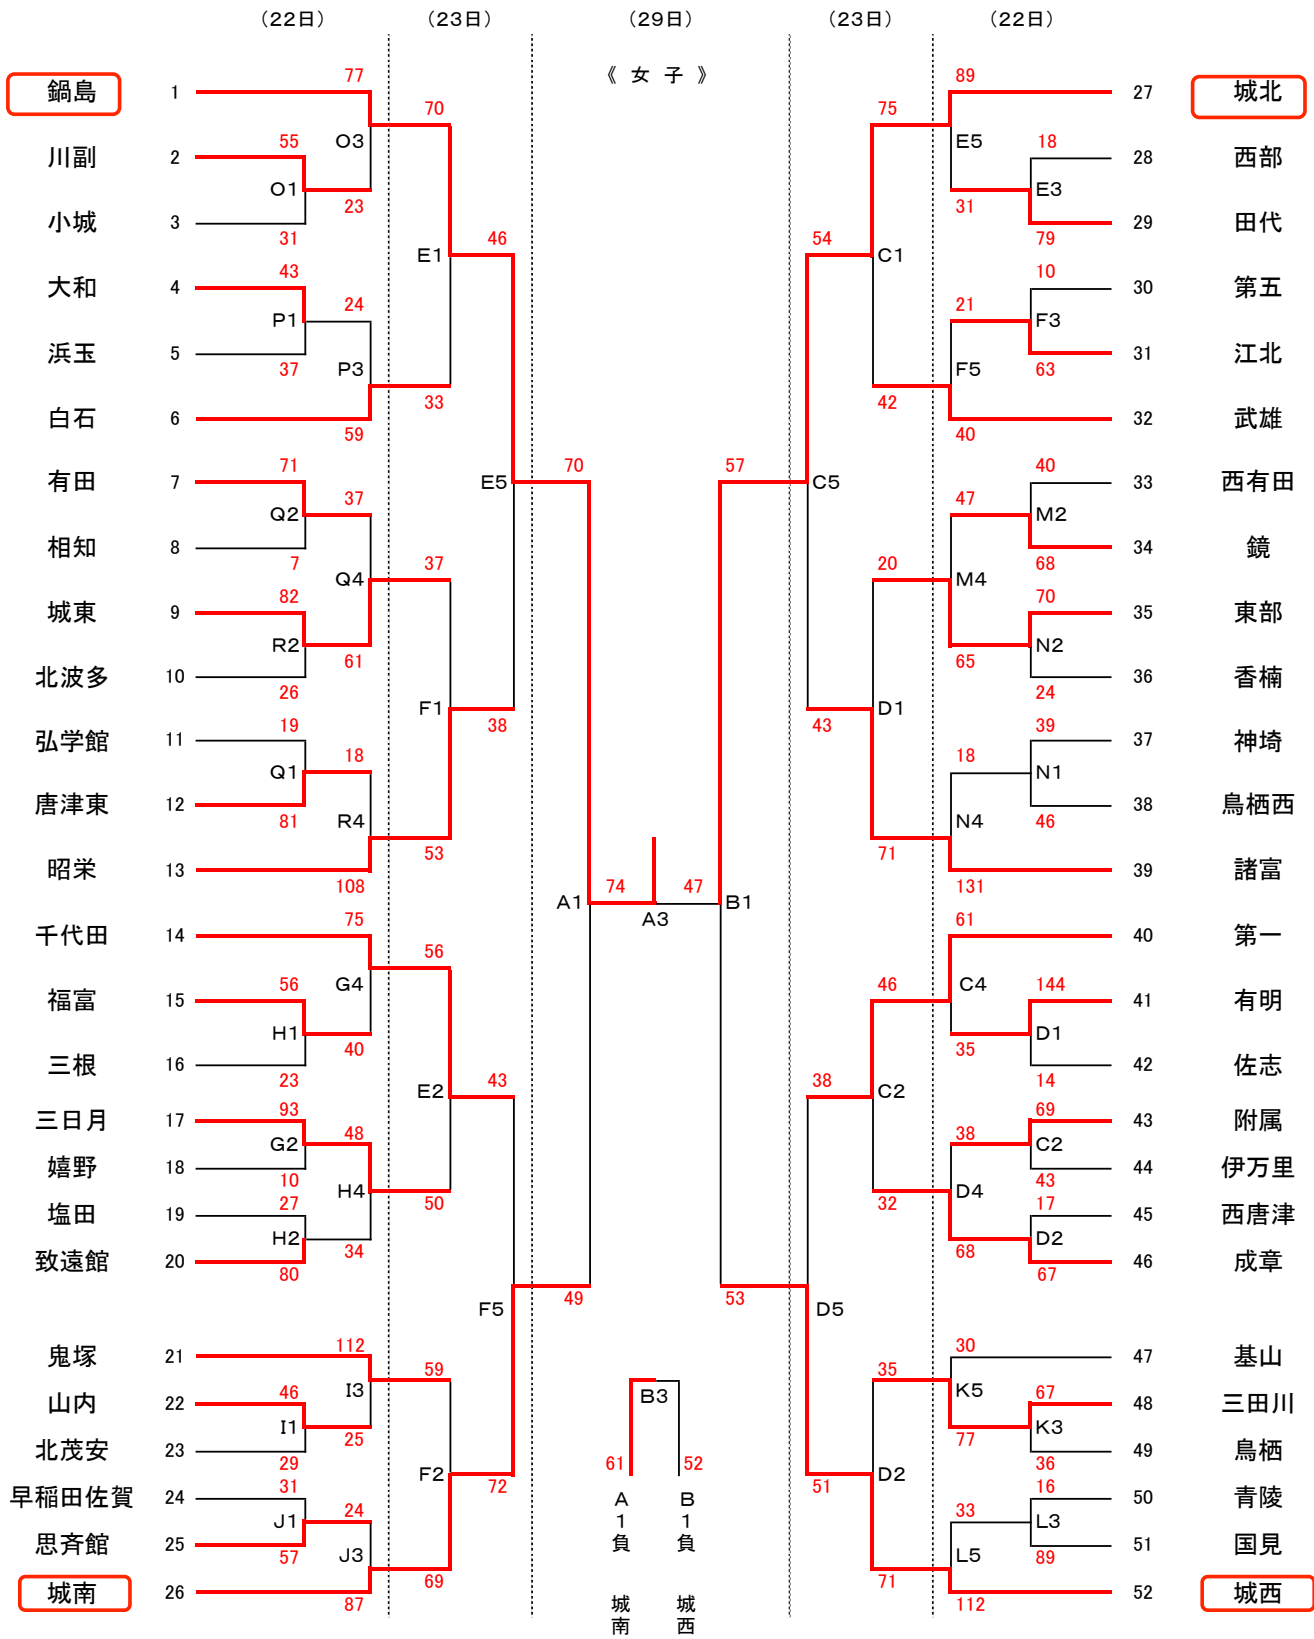 (22日) (23日) (29日) (23日) (22日)
《 女 子 》
77 89
鍋島 1 27 城北
70 75
O3 E5
55 18
川副 2 28 西部
O1 E3
23 31
小城 3 29 田代
31 79
46 54
E1 C1
43 10
大和 4 30 第五
24 21
P1 F3
浜玉 5 31 江北
37 P3 F5 63
33 42
白石 6 32 武雄
59 40
71 70 57 40
有田 7 E5 C5 33 西有田
37 47
Q2 M2
相知 8 34 鏡
7 37 20 68
Q4 M4
82 70
城東 9 35 東部
R2 N2
61 65
北波多 10 36 香楠
26 24
F1 D1
19 38 43 39
弘学館 11 37 神埼
18 18
Q1 N1
唐津東 12 38 鳥栖西
81 R4 N4 46
53 71
昭栄 13 39 諸富
108 74 47 131
A1 B1
A3
75 61
千代田 14 40 第一
56 46
G4 C4
56 144
福富 15 41 有明
H1 D1
40 35
三根 16 42 佐志
23 43 38 14
E2 C2
93 69
三日月 17 43 附属
48 38
G2 C2
嬉野 18 44 伊万里
10 43
H4 D4
27 50 32 17
塩田 19 45 西唐津
H2 D2
34 68
致遠館 20 46 成章
80 67
49 53
F5 D5
112 30
鬼塚 21 47 基山
59 35
I3 B3 K5
46 67
山内 22 48 三田川
I1 K3
25 77
北茂安 23 49 鳥栖
29 61 52 36
F2 D2
31 72 51 16
早稲田佐賀 24 A1負 B1負 50 青陵
24 33
J1 L3
思斉館 25 51 国見
57 J3 L5 89
69 71
城南 26 城南 城西 52 城西
87 112